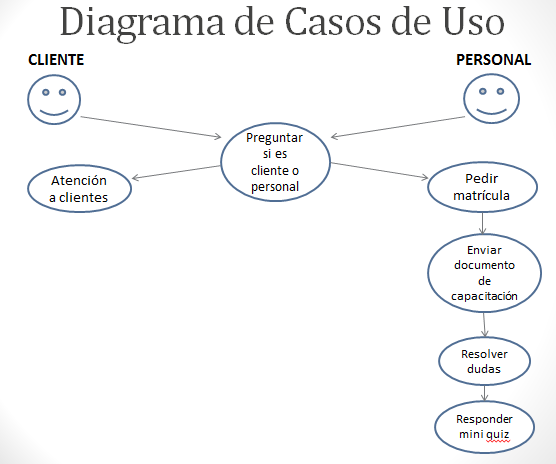 Diagrama de Casos de Uso
CLIENTE
PERSONAL
Preguntar
si es
cliente o
personal
Atención
a clientes
Pedir
matrícula
Enviar
documento
de
capacitación
Resolver
dudas
Responder
mini quiz